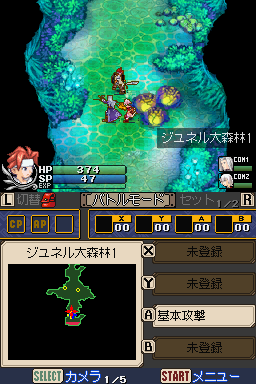 ジュネル大森林1
HP 374
SP 47
EXP
COM1
COM2
L 切替 [バトルモード] セット 1/2 R
CP AP X 00 Y 00 A 00 B 00
ジュネル大森林1
X 未登録
Y 未登録
A 基本攻撃
B 未登録
SELECT カメラ 1/5 START メニュー